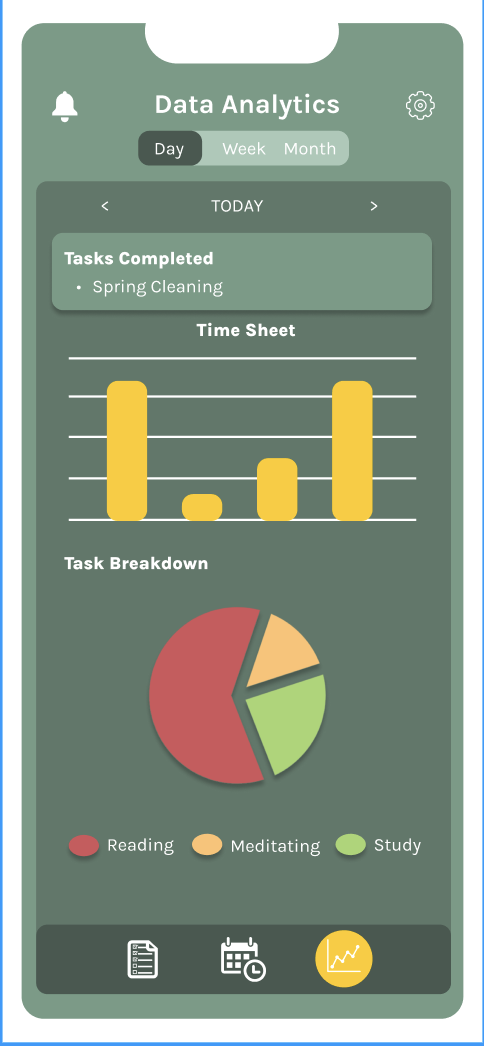 Data Analytics
Day Week Month
< TODAY >
Tasks Completed
• Spring Cleaning
Time Sheet
Task Breakdown
Reading Meditating Study